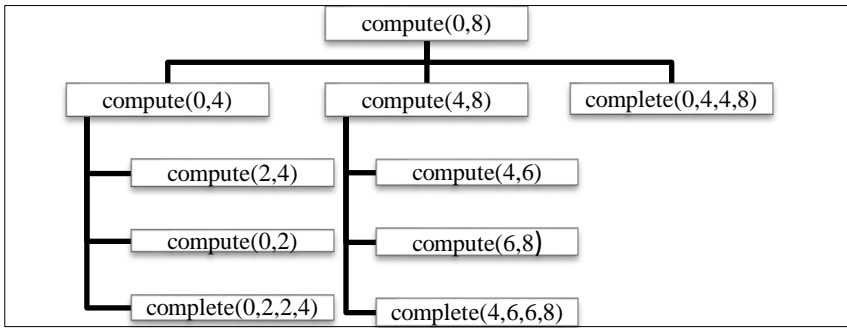 compute(0,8)
compute(0,4)
compute(4,8)
complete(0,4,4,8)
compute(2,4)
compute(4,6)
compute(0,2)
compute(6,8)
complete(0,2,2,4)
complete(4,6,6,8)